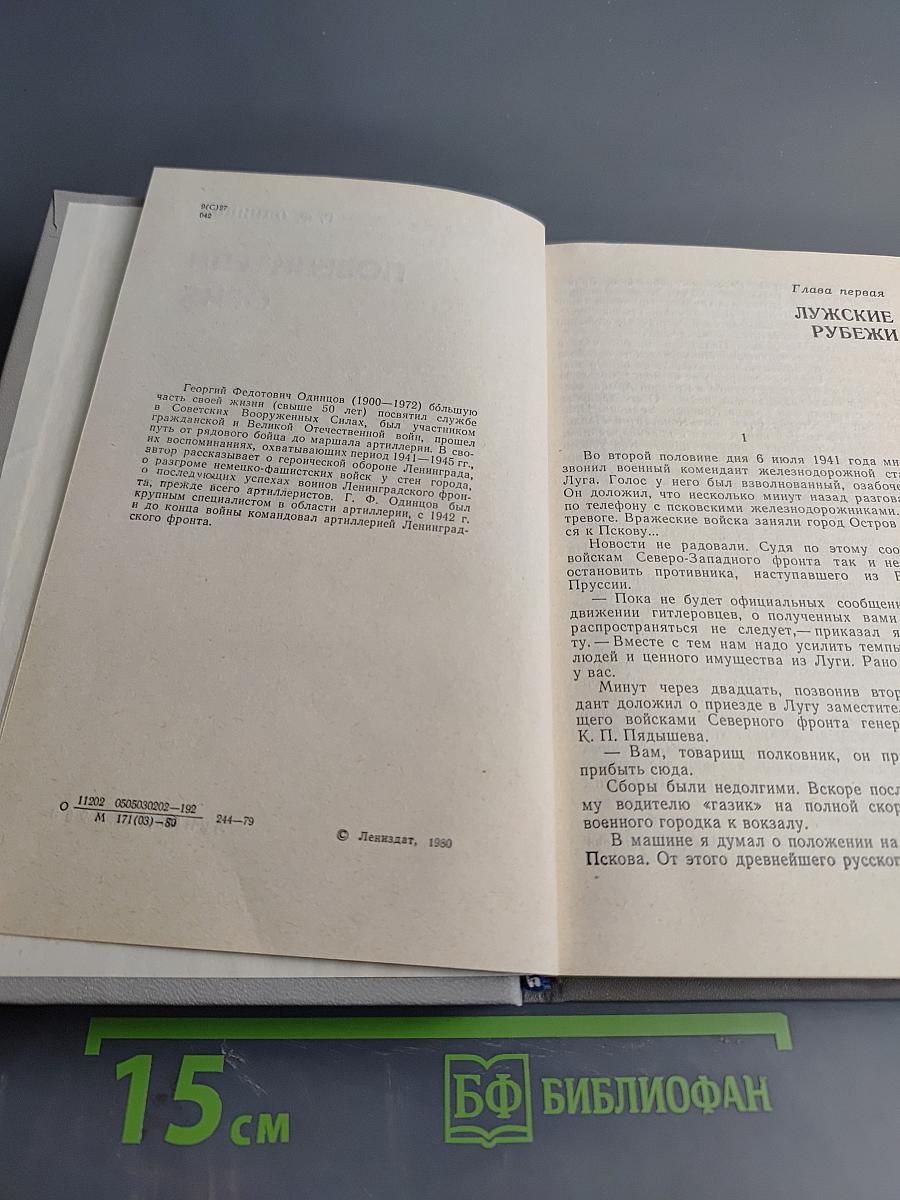 9(С)27
О42
Георгий Федотович Одинцов (1900—1972) бо́льшую
часть своей жизни (свыше 50 лет) посвятил службе
в Советских Вооруженных Силах, был участником
гражданской и Великой Отечественной войн, прошел
путь от рядового бойца до маршала артиллерии. В сво-
их воспоминаниях, охватывающих период 1941—1945 гг.,
автор рассказывает о героической обороне Ленинграда,
о разгроме немецко-фашистских войск у стен города,
о последующих успехах воинов Ленинградского фрон-
та, прежде всего артиллеристов. Г. Ф. Одинцов был
крупным специалистом в области артиллерии, с 1942 г.
и до конца войны командовал артиллерией Ленинград-
ского фронта.
О 11202 0505030202—192
М 171(03)—80 244—79
© Лениздат, 1980
Глава первая
ЛУЖСКИЕ
РУБЕЖИ
1
Во второй половине дня 6 июля 1941 года мн
звонил военный комендант железнодорожной ста
Луга. Голос у него был взволнованный, озабоче
Он доложил, что несколько минут назад разгова
по телефону с псковскими железнодорожниками.
тревоге. Вражеские войска заняли город Остров
ся к Пскову...
Новости не радовали. Судя по этому соо
войскам Северо-Западного фронта так и не
остановить противника, наступавшего из В
Пруссии.
— Пока не будет официальных сообщени
движении гитлеровцев, о полученных вами
распространяться не следует,— приказал я
ту.— Вместе с тем нам надо усилить темпы
людей и ценного имущества из Луги. Рано
у вас.
Минут через двадцать, позвонив втор
дант доложил о приезде в Лугу заместите
щего войсками Северного фронта генер
К. П. Пядышева.
— Вам, товарищ полковник, он пр
прибыть сюда.
Сборы были недолгими. Вскоре посл
му водителю «газик» на полной скор
военного городка к вокзалу.
В машине я думал о положении на
Пскова. От этого древнейшего русског
15 см
БФ БИБЛИОФАН